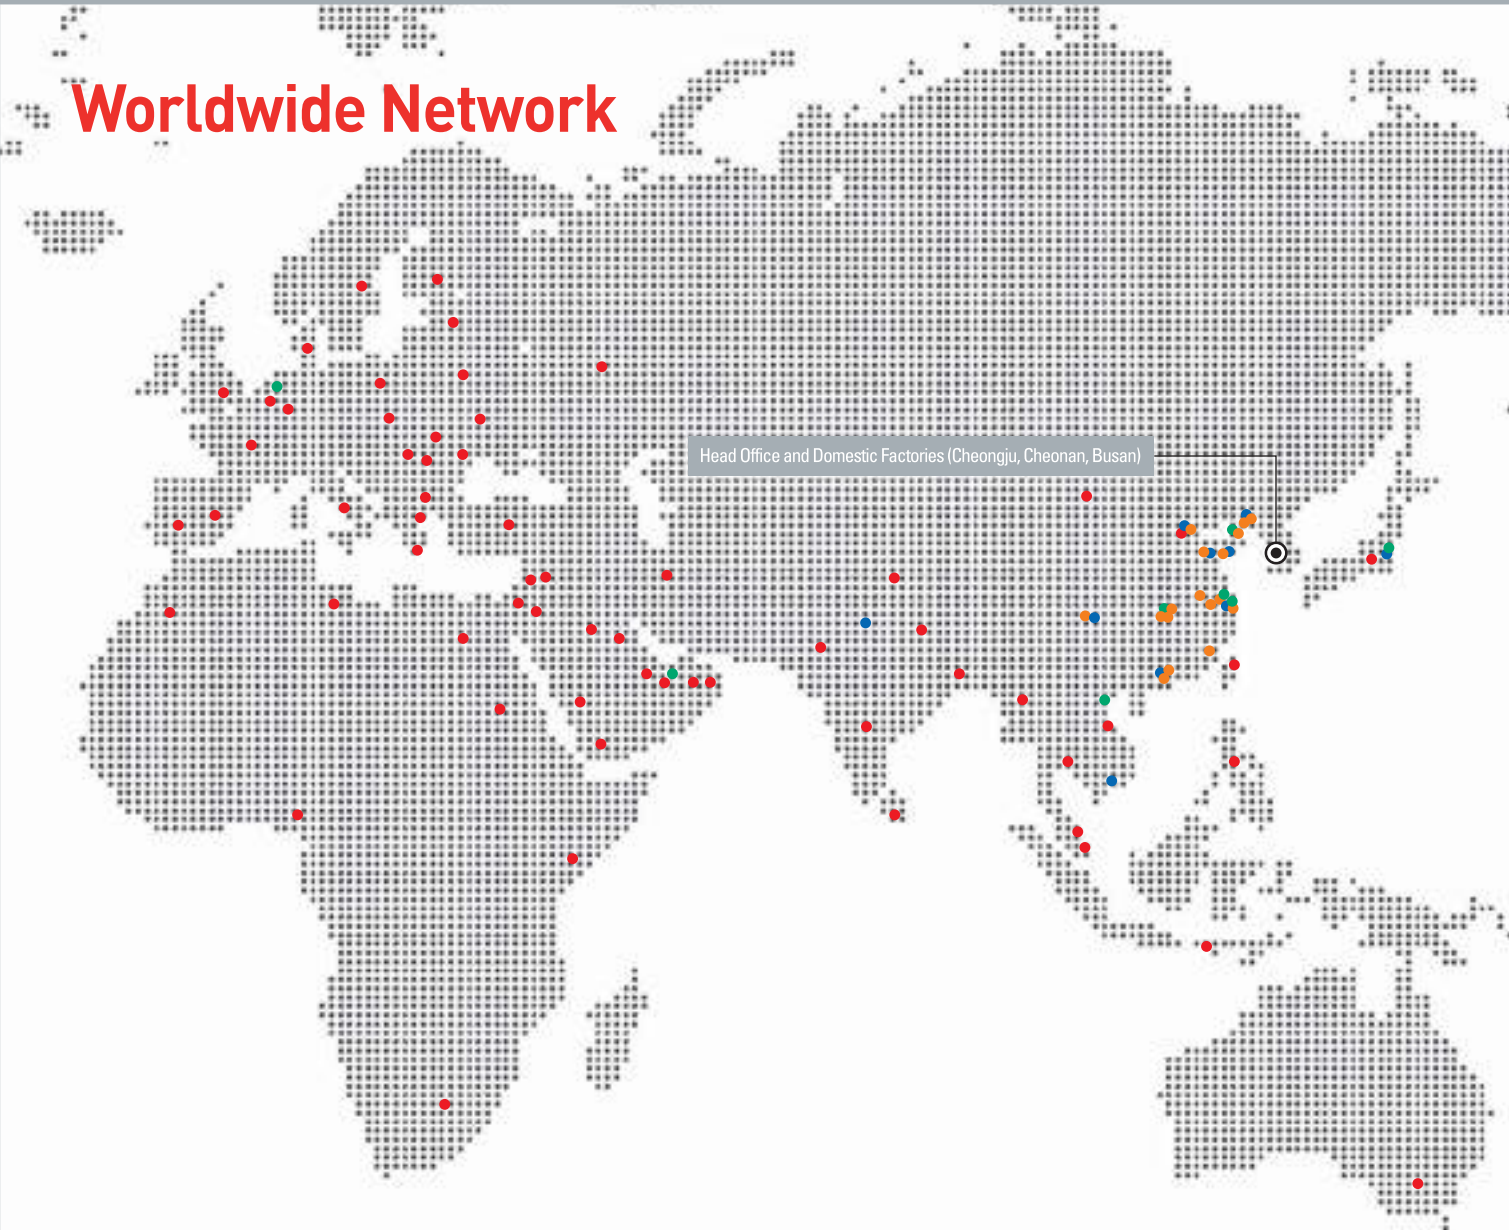 Worldwide Network
Head Office and Domestic Factories (Cheongju, Cheonan, Busan)